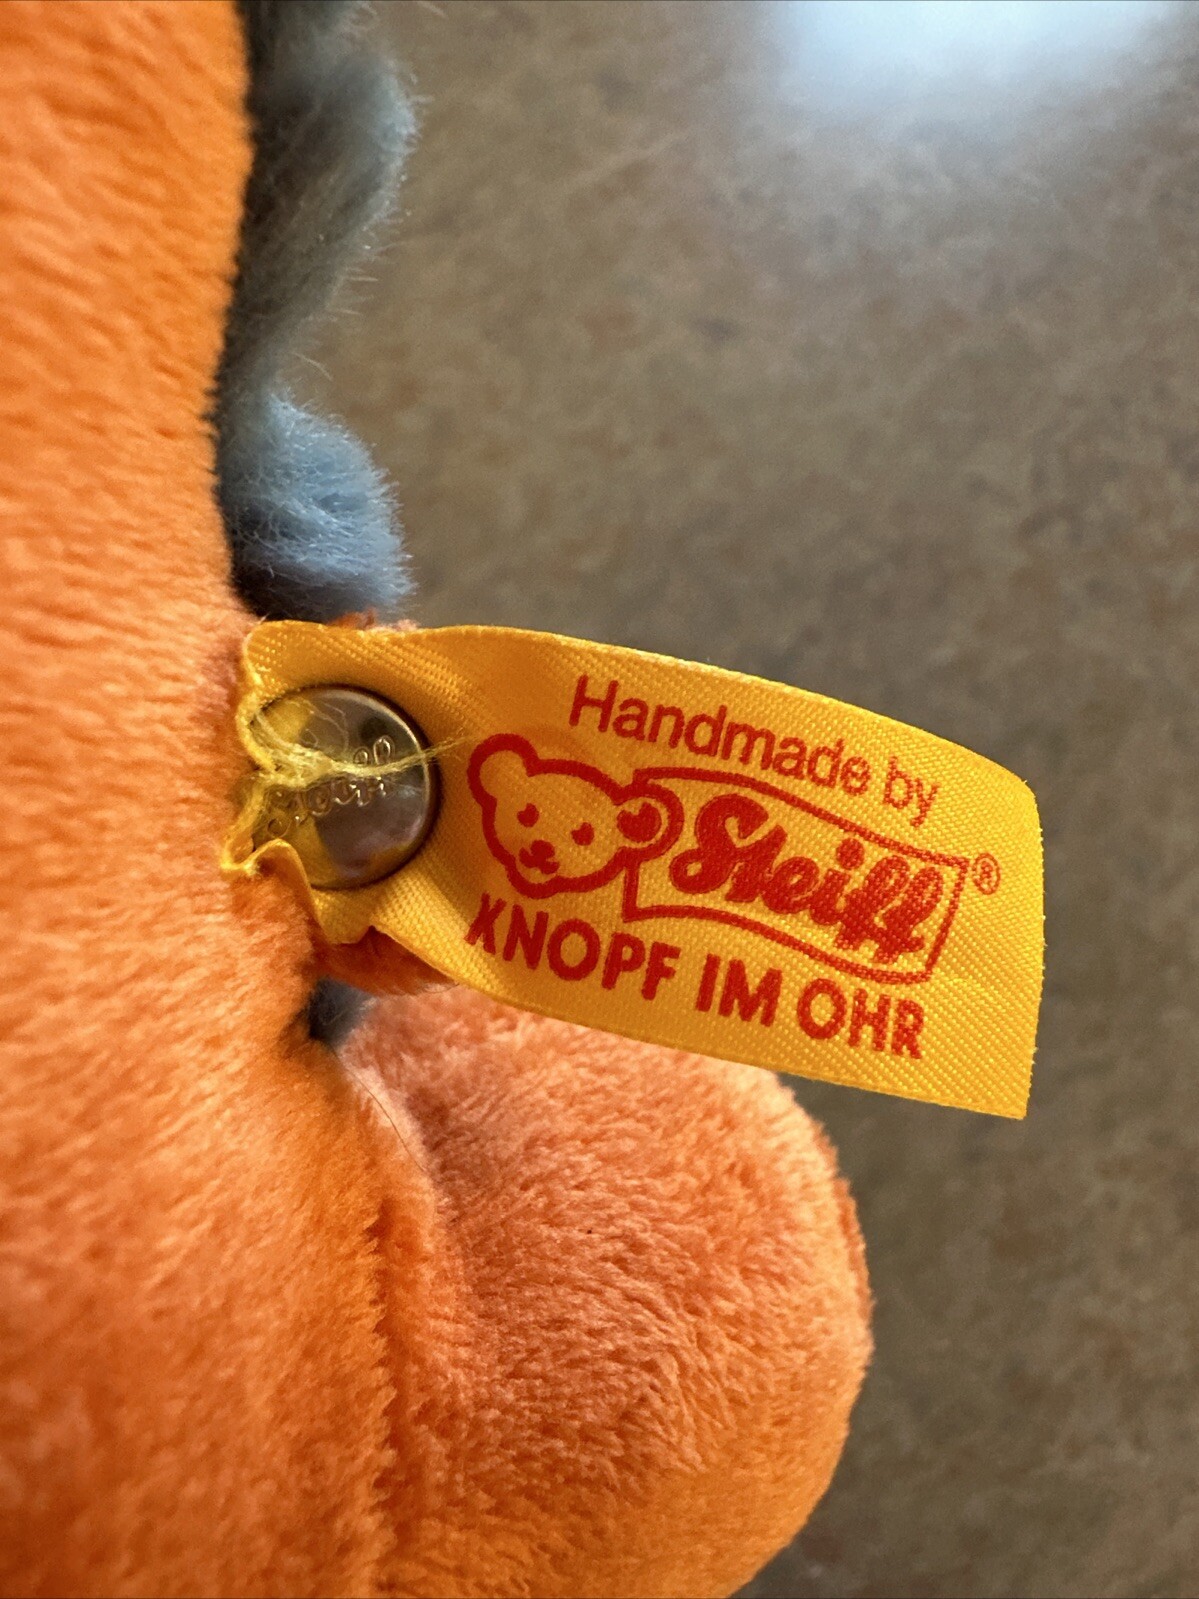 Handmade by
Steiff®
KNOPF IM OHR